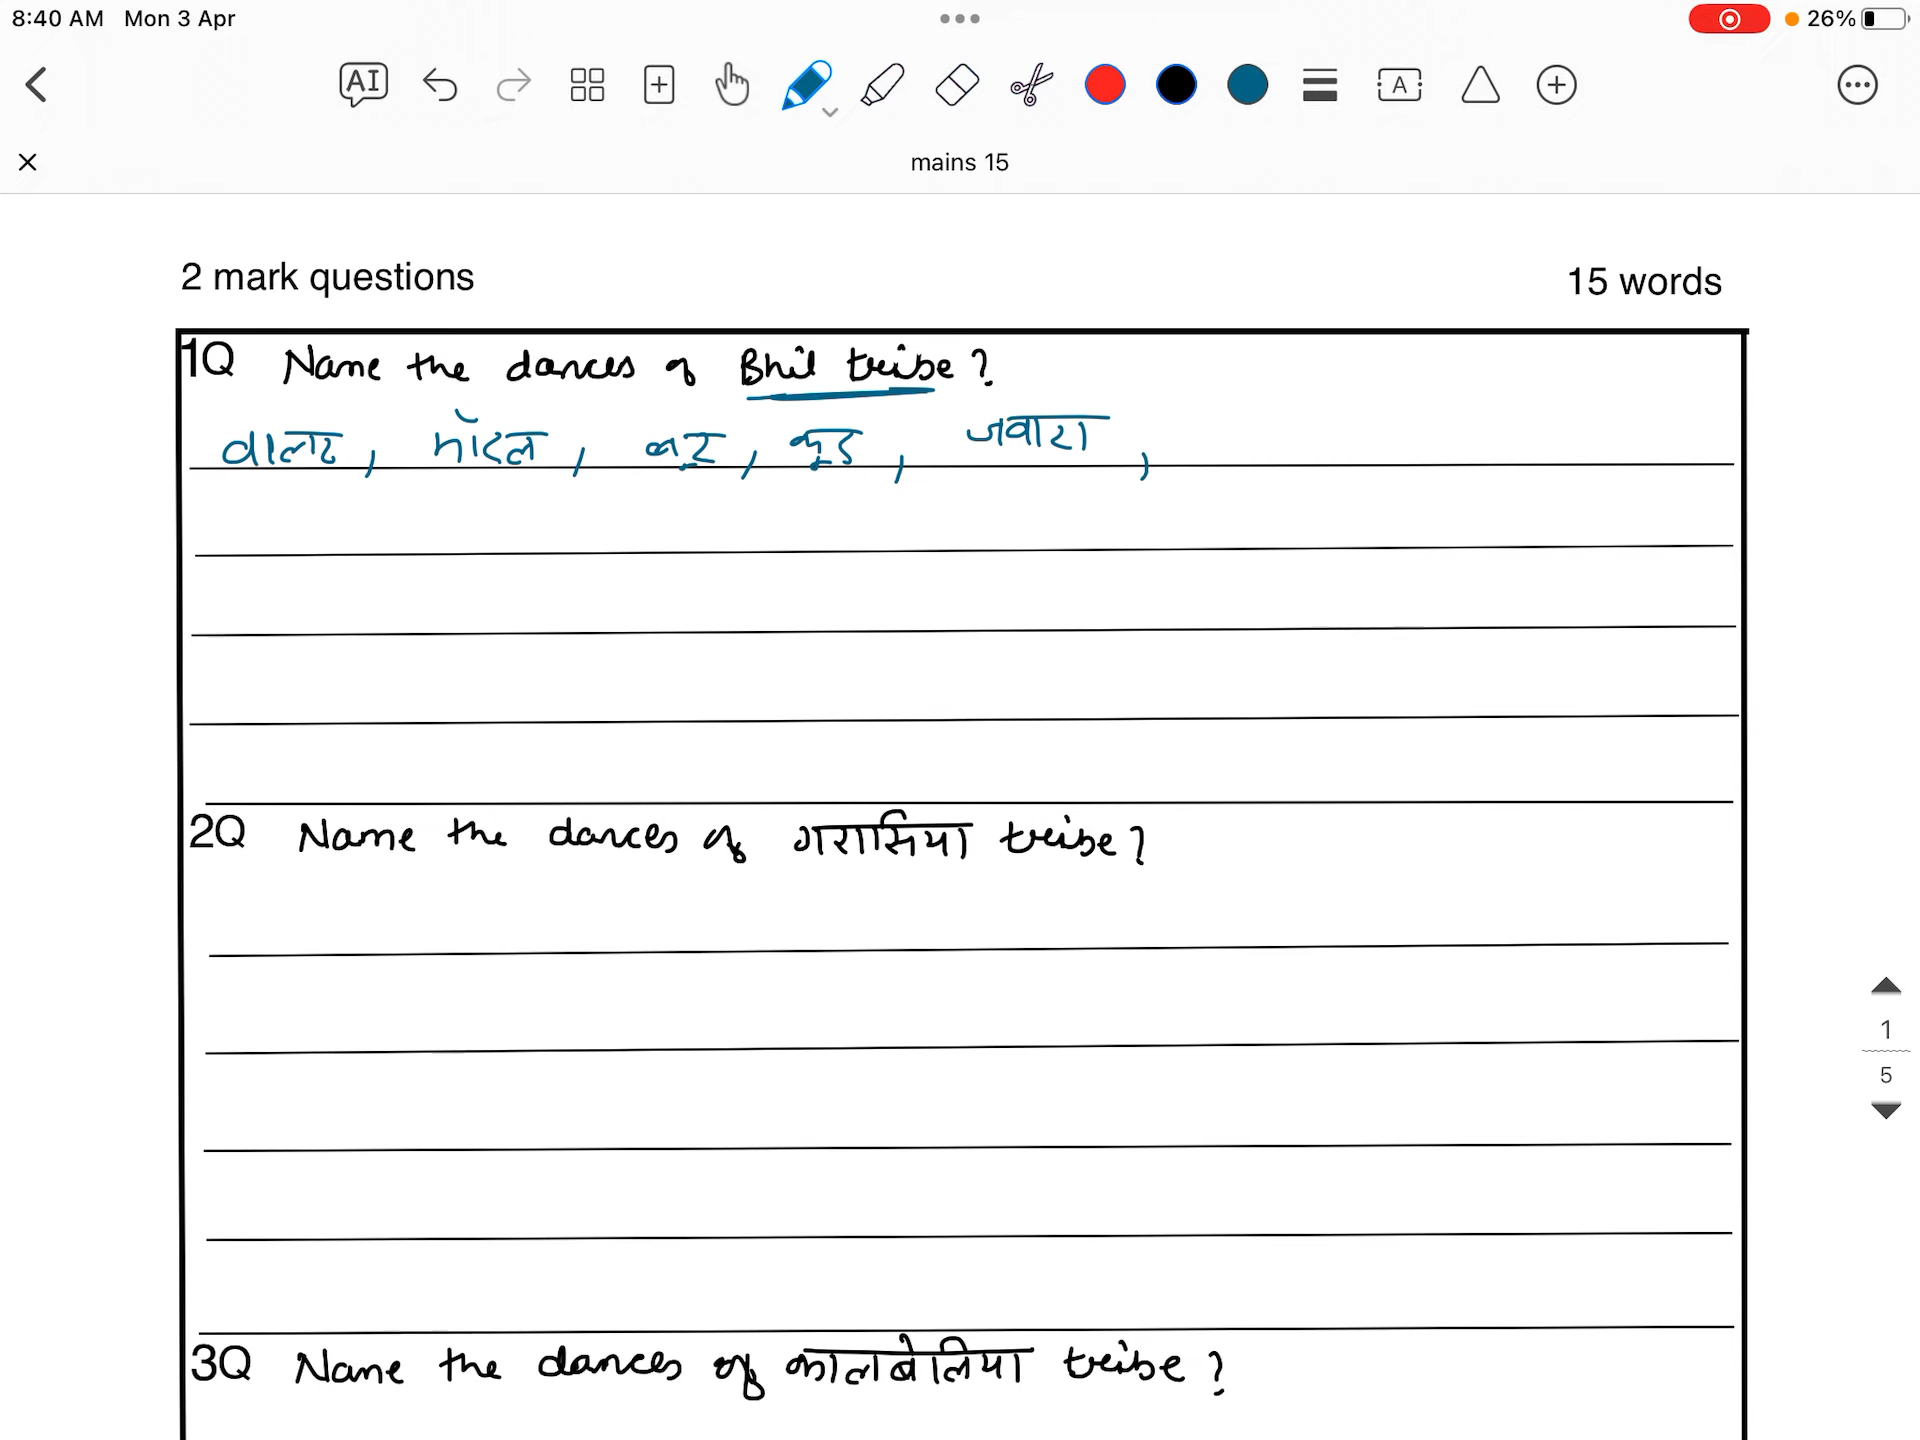 8:40 AM Mon 3 Apr
26%
AI
A
mains 15
2 mark questions
15 words
1Q Name the dances of Bhil tribe?
वालर, मांदल, लूर, कूद, जवारा,
2Q Name the dances of गरासिया tribe?
1
5
3Q Name the dances of कालबेलिया tribe?